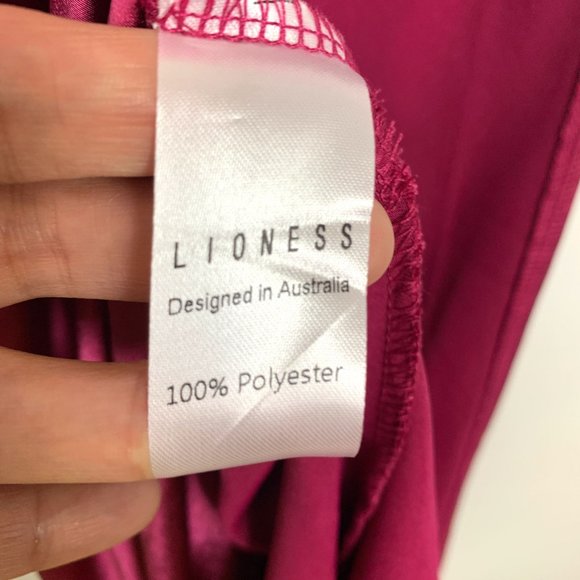 LIONESS
Designed in Australia
100% Polyester